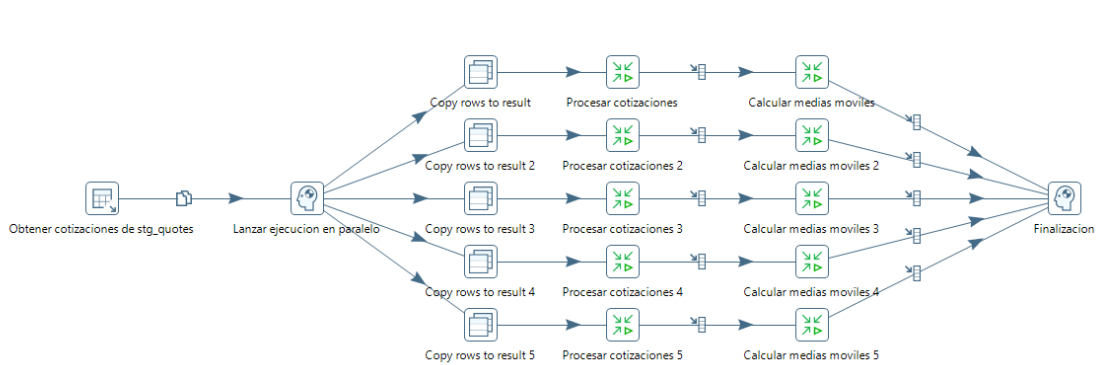 Copy rows to result
Procesar cotizaciones
Calcular medias moviles
Copy rows to result 2
Procesar cotizaciones 2
Calcular medias moviles 2
Obtener cotizaciones de stg_quotes
Lanzar ejecucion en paralelo
Copy rows to result 3
Procesar cotizaciones 3
Calcular medias moviles 3
Finalizacion
Copy rows to result 4
Procesar cotizaciones 4
Calcular medias moviles 4
Copy rows to result 5
Procesar cotizaciones 5
Calcular medias moviles 5